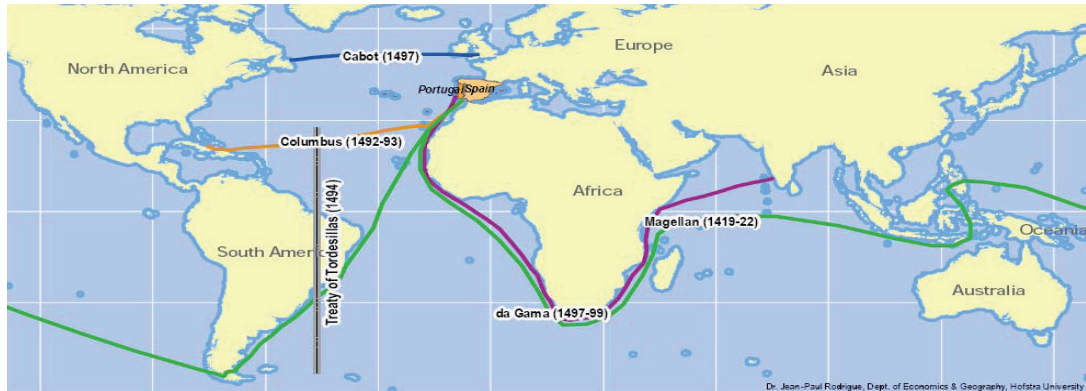 Cabot (1497)
Europe
North America
Asia
Portugal
Spain
Columbus (1492-93)
Africa
Treaty of Tordesillas (1494)
Magellan (1419-22)
South America
Oceania
Australia
da Gama (1497-99)
Dr. Jean-Paul Rodrigue, Dept. of Economics & Geography, Hofstra University